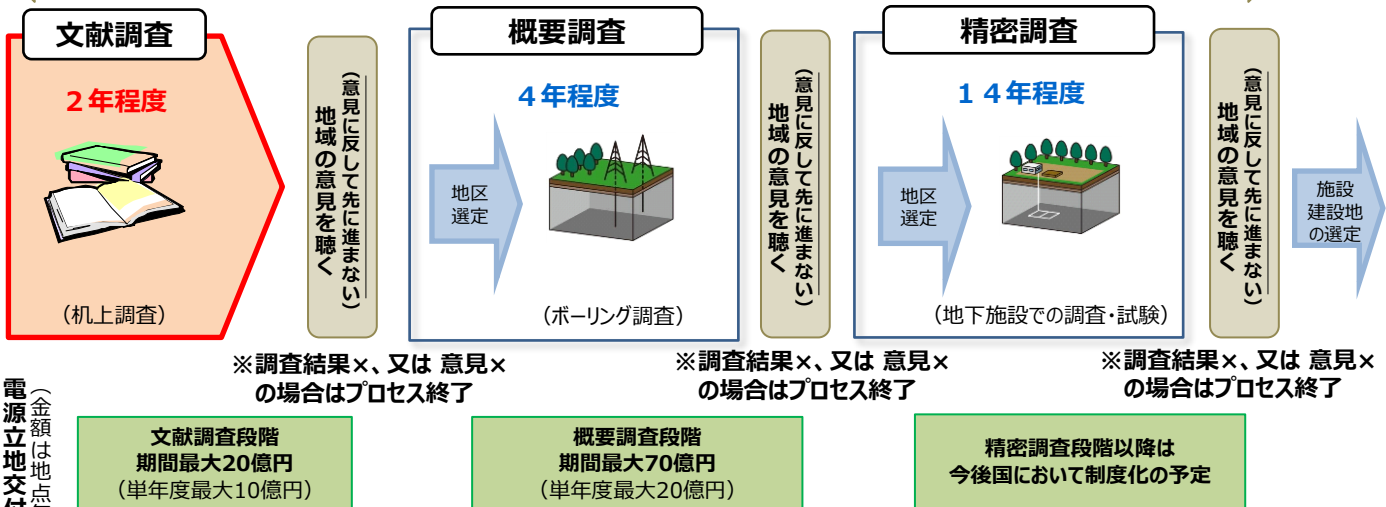 文献調査
2年程度
(机上調査)
(意見に反して先に進まない)
地域の意見を聴く
※調査結果×、又は 意見×
の場合はプロセス終了
概要調査
4年程度
地区
選定
(ボーリング調査)
(意見に反して先に進まない)
地域の意見を聴く
※調査結果×、又は 意見×
の場合はプロセス終了
精密調査
14年程度
地区
選定
(地下施設での調査・試験)
(意見に反して先に進まない)
地域の意見を聴く
※調査結果×、又は 意見×
の場合はプロセス終了
施設
建設地
の選定
(金額は地点
電源立地交付
文献調査段階
期間最大20億円
(単年度最大10億円)
概要調査段階
期間最大70億円
(単年度最大20億円)
精密調査段階以降は
今後国において制度化の予定